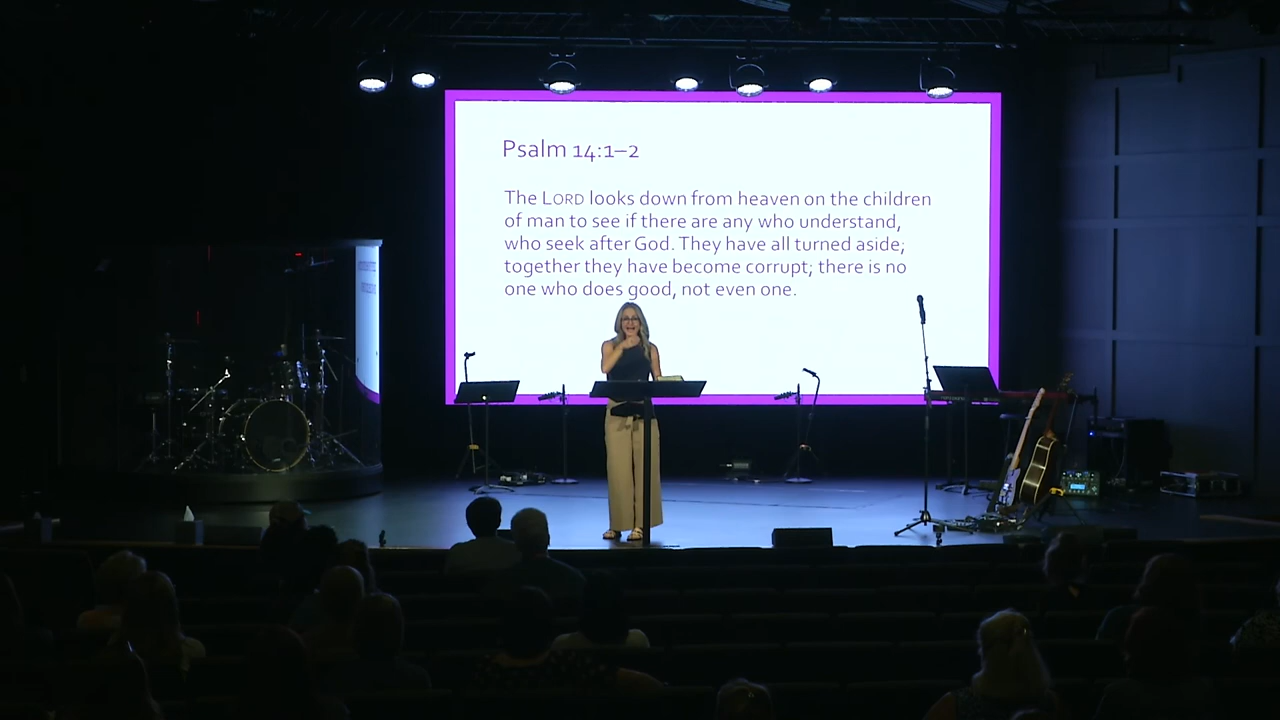 Psalm 14:1–2
The LORD looks down from heaven on the children
of man to see if there are any who understand,
who seek after God. They have all turned aside;
together they have become corrupt; there is no
one who does good, not even one.